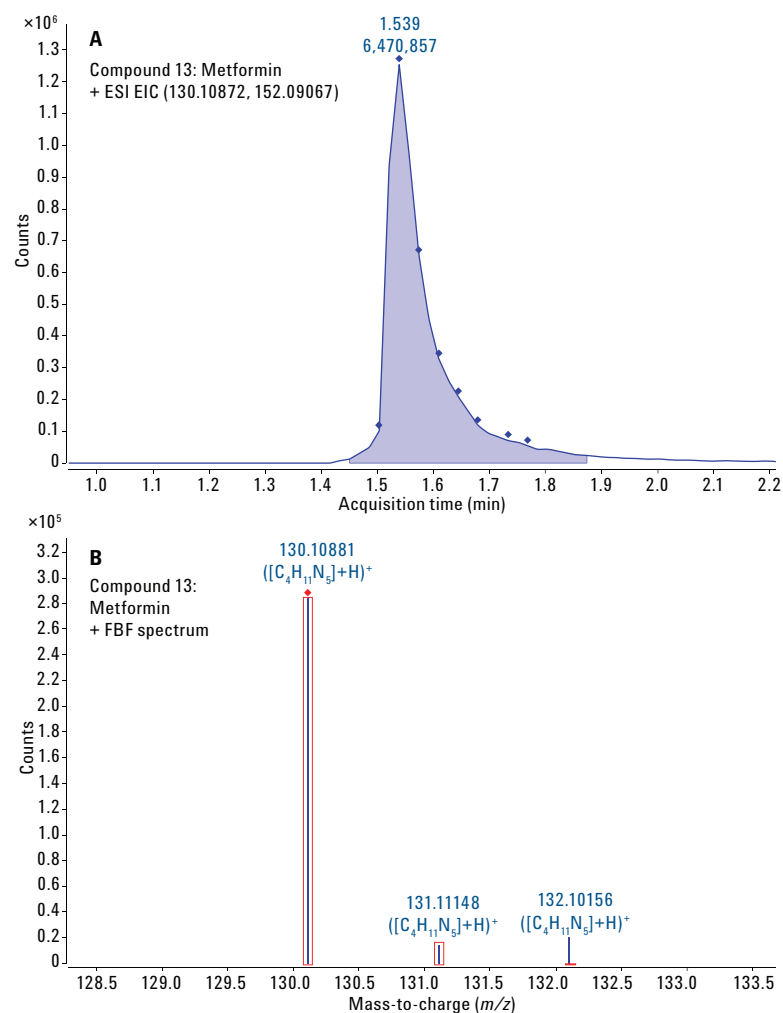 ×10⁶
A
1.539
6,470,857
Compound 13: Metformin
+ ESI EIC (130.10872, 152.09067)
1.3
1.2
1.1
1.0
0.9
0.8
0.7
0.6
0.5
0.4
0.3
0.2
0.1
0
Counts
1.0 1.1 1.2 1.3 1.4 1.5 1.6 1.7 1.8 1.9 2.0 2.1 2.2
Acquisition time (min)
×10⁵
B
130.10881
([C₄H₁₁N₅]+H)⁺
Compound 13:
Metformin
+ FBF spectrum
3.2
3.0
2.8
2.6
2.4
2.2
2.0
1.8
1.6
1.4
1.2
1.0
0.8
0.6
0.4
0.2
0
Counts
131.11148
([C₄H₁₁N₅]+H)⁺
132.10156
([C₄H₁₁N₅]+H)⁺
128.5 129.0 129.5 130.0 130.5 131.0 131.5 132.0 132.5 133.0 133.5
Mass-to-charge (m/z)